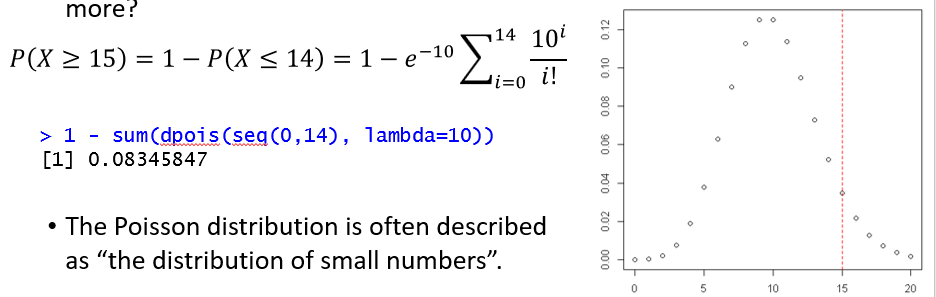 more?
P(X ≥ 15) = 1 − P(X ≤ 14) = 1 − e^{−10} ∑_{i=0}^{14} 10^i / i!
> 1 - sum(dpois(seq(0,14), lambda=10))
[1] 0.08345847
• The Poisson distribution is often described
as “the distribution of small numbers”.
0.12
0.10
0.08
0.06
0.04
0.02
0.00
0 5 10 15 20